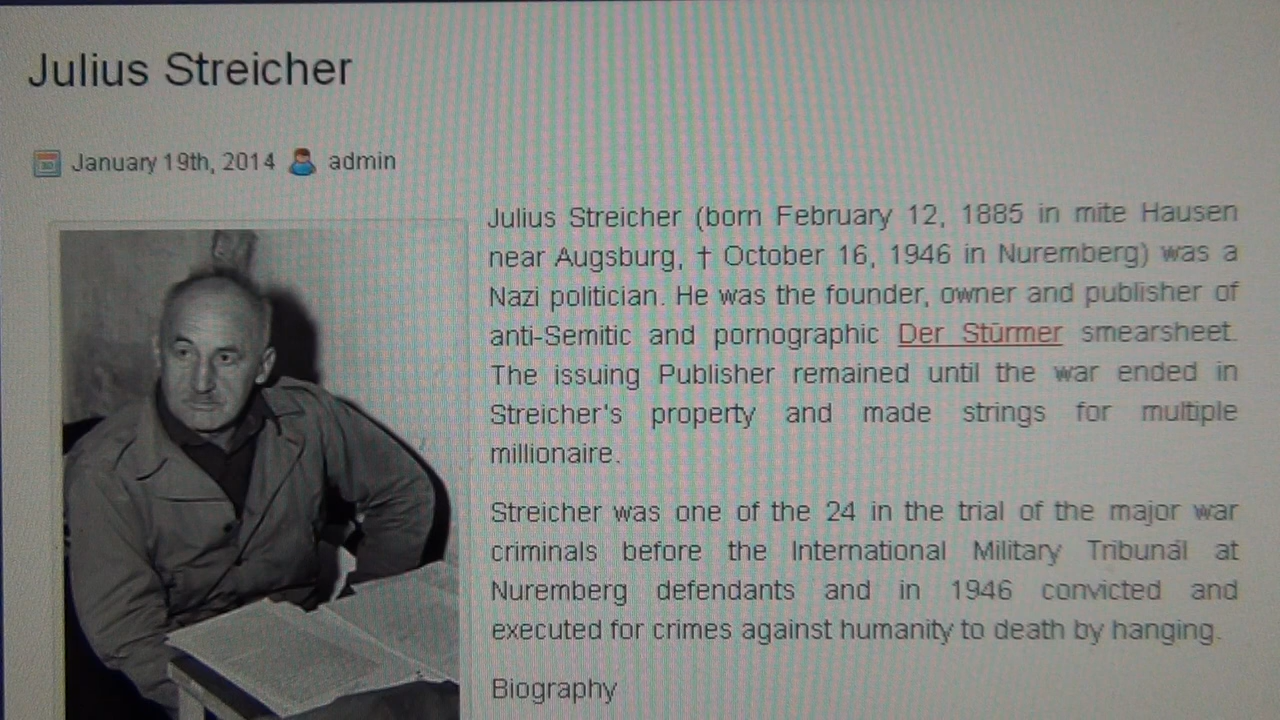 Julius Streicher
January 19th, 2014 admin
Julius Streicher (born February 12, 1885 in mite Hausen
near Augsburg, † October 16, 1946 in Nuremberg) was a
Nazi politician. He was the founder, owner and publisher of
anti-Semitic and pornographic Der Stürmer smearsheet.
The issuing Publisher remained until the war ended in
Streicher's property and made strings for multiple
millionaire.
Streicher was one of the 24 in the trial of the major war
criminals before the International Military Tribunal at
Nuremberg defendants and in 1946 convicted and
executed for crimes against humanity to death by hanging.
Biography